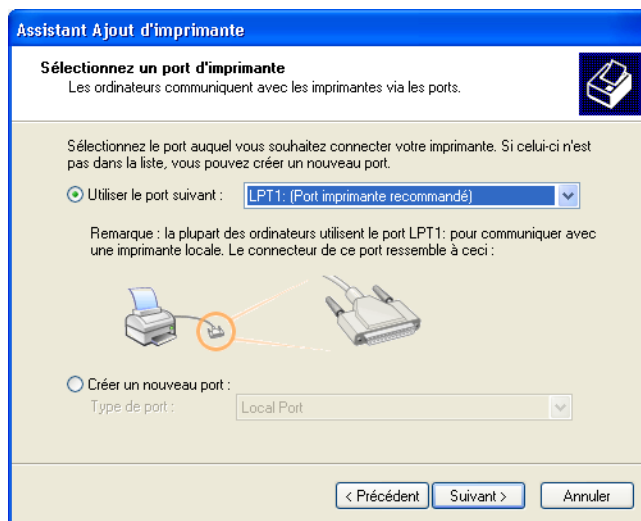 Assistant Ajout d'imprimante
Sélectionnez un port d'imprimante
Les ordinateurs communiquent avec les imprimantes via les ports.
Sélectionnez le port auquel vous souhaitez connecter votre imprimante. Si celui-ci n'est
pas dans la liste, vous pouvez créer un nouveau port.
Utiliser le port suivant : LPT1: (Port imprimante recommandé)
Remarque : la plupart des ordinateurs utilisent le port LPT1: pour communiquer avec
une imprimante locale. Le connecteur de ce port ressemble à ceci :
Créer un nouveau port :
Type de port : Local Port
< Précédent Suivant > Annuler